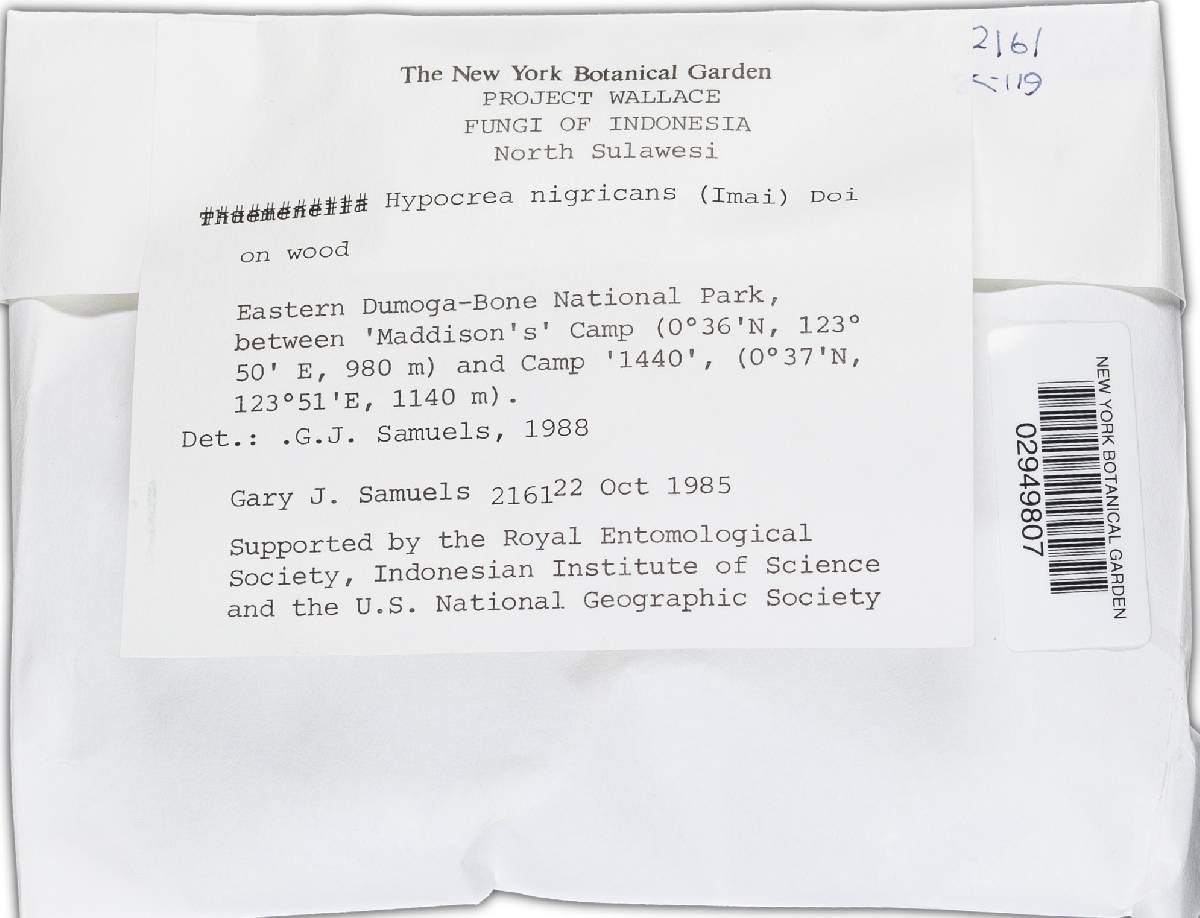 2161
The New York Botanical Garden
PROJECT WALLACE
FUNGI OF INDONESIA
North Sulawesi
Hypocrea nigricans (Imai) Doi
on wood
Eastern Dumoga-Bone National Park,
between 'Maddison's' Camp (0°36'N, 123°
50' E, 980 m) and Camp '1440', (0°37'N,
123°51'E, 1140 m).
Det.: .G.J. Samuels, 1988
Gary J. Samuels 2161 22 Oct 1985
Supported by the Royal Entomological
Society, Indonesian Institute of Science
and the U.S. National Geographic Society
NEW YORK BOTANICAL GARDEN
02949807